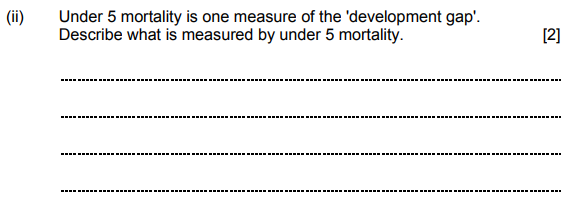 (ii) Under 5 mortality is one measure of the 'development gap'.
Describe what is measured by under 5 mortality. [2]